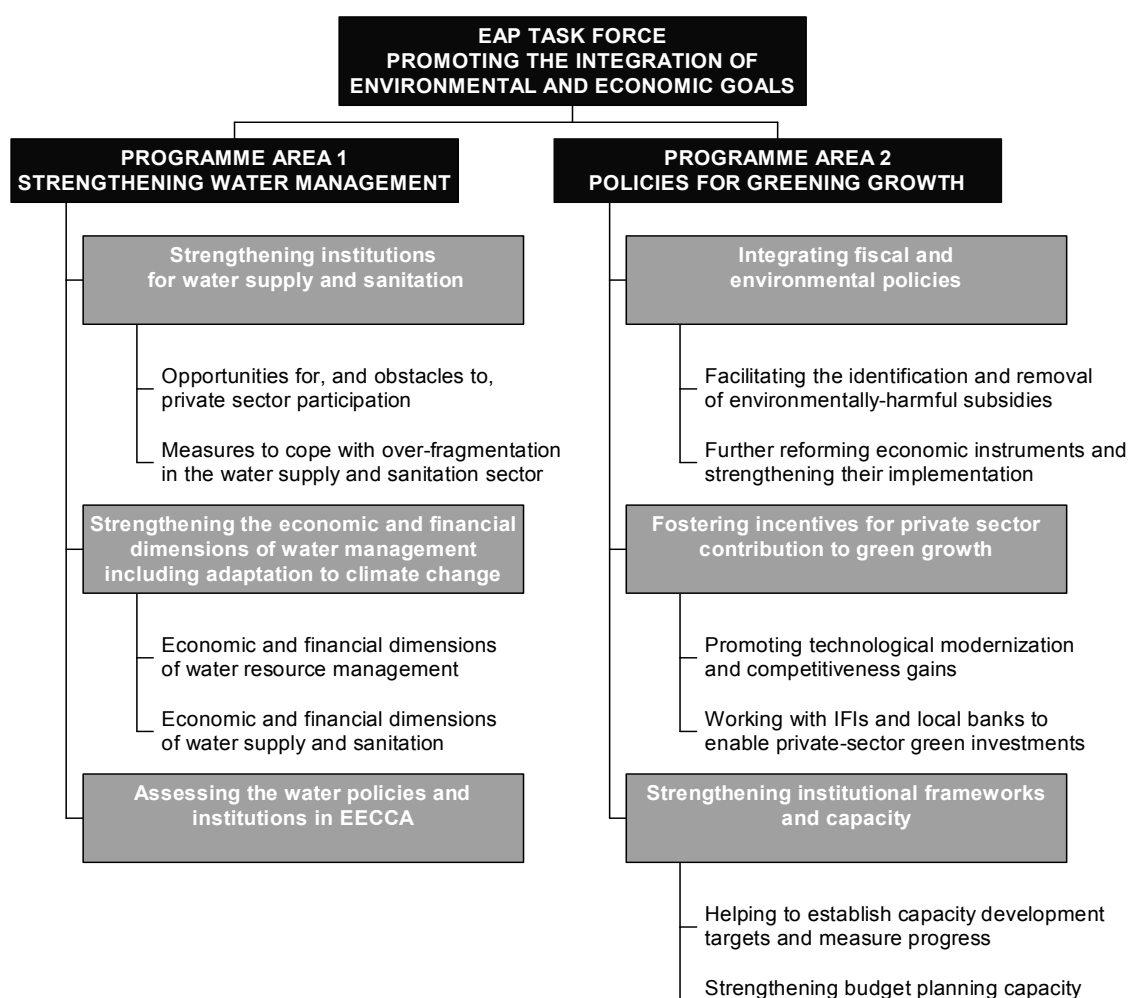 EAP TASK FORCE
PROMOTING THE INTEGRATION OF
ENVIRONMENTAL AND ECONOMIC GOALS
PROGRAMME AREA 1
STRENGTHENING WATER MANAGEMENT
Strengthening institutions
for water supply and sanitation
Opportunities for, and obstacles to,
private sector participation
Measures to cope with over-fragmentation
in the water supply and sanitation sector
Strengthening the economic and financial
dimensions of water management
including adaptation to climate change
Economic and financial dimensions
of water resource management
Economic and financial dimensions
of water supply and sanitation
Assessing the water policies and
institutions in EECCA
PROGRAMME AREA 2
POLICIES FOR GREENING GROWTH
Integrating fiscal and
environmental policies
Facilitating the identification and removal
of environmentally-harmful subsidies
Further reforming economic instruments and
strengthening their implementation
Fostering incentives for private sector
contribution to green growth
Promoting technological modernization
and competitiveness gains
Working with IFIs and local banks to
enable private-sector green investments
Strengthening institutional frameworks
and capacity
Helping to establish capacity development
targets and measure progress
Strengthening budget planning capacity